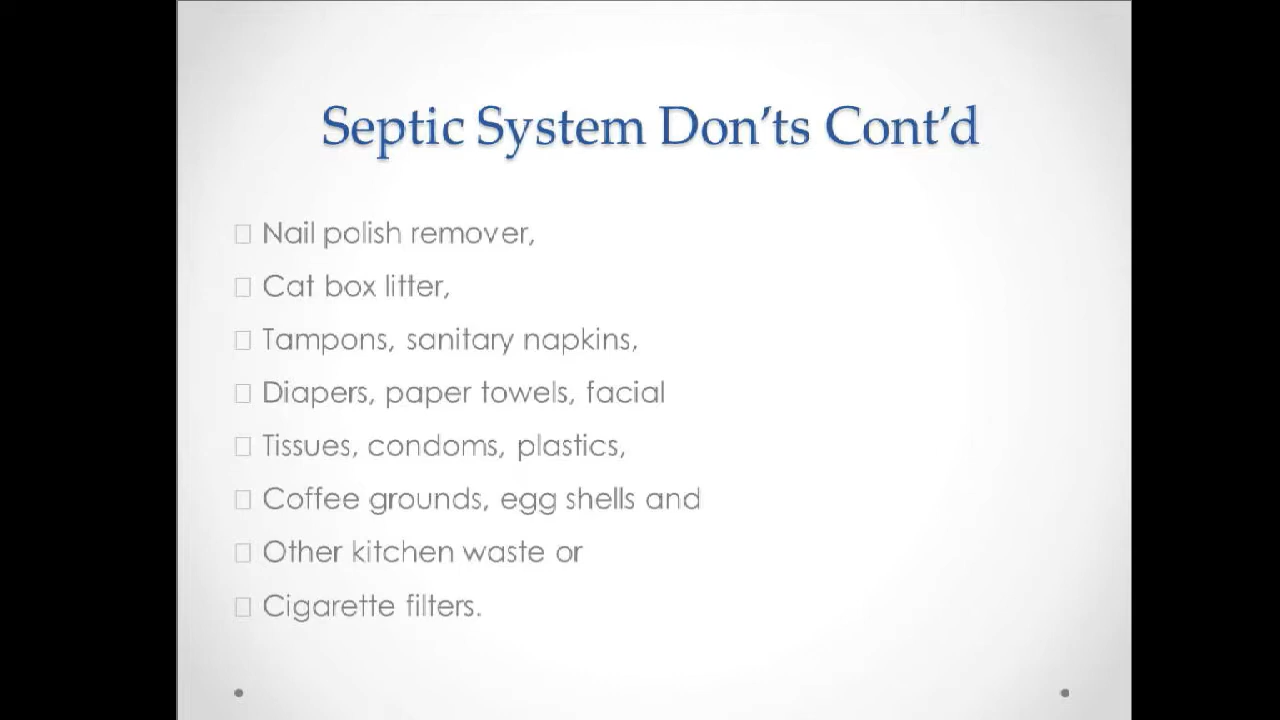 Septic System Don'ts Cont'd
Nail polish remover,
Cat box litter,
Tampons, sanitary napkins,
Diapers, paper towels, facial
Tissues, condoms, plastics,
Coffee grounds, egg shells and
Other kitchen waste or
Cigarette filters.